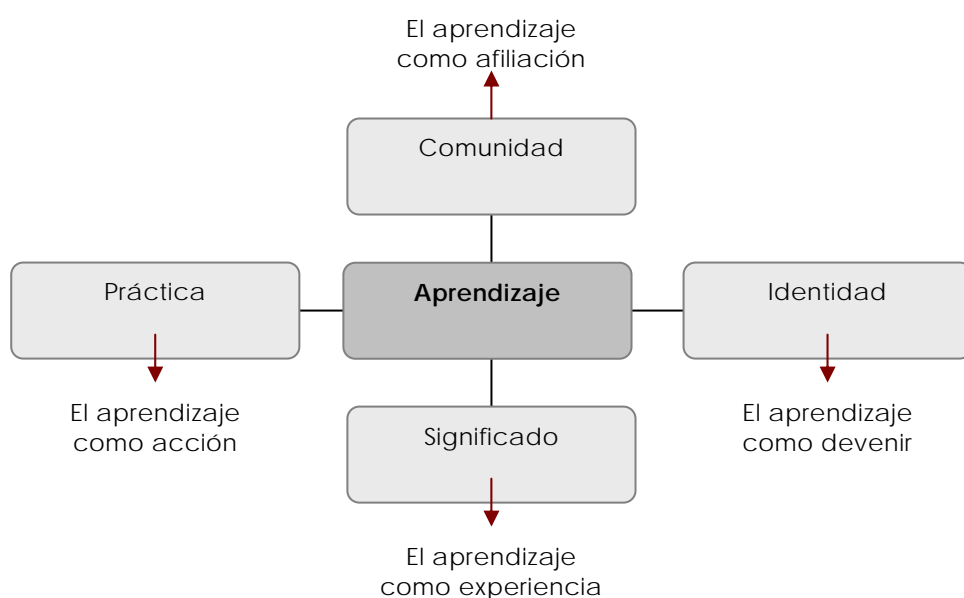 El aprendizaje
como afiliación
Comunidad
Práctica
Aprendizaje
Identidad
El aprendizaje
como acción
Significado
El aprendizaje
como devenir
El aprendizaje
como experiencia